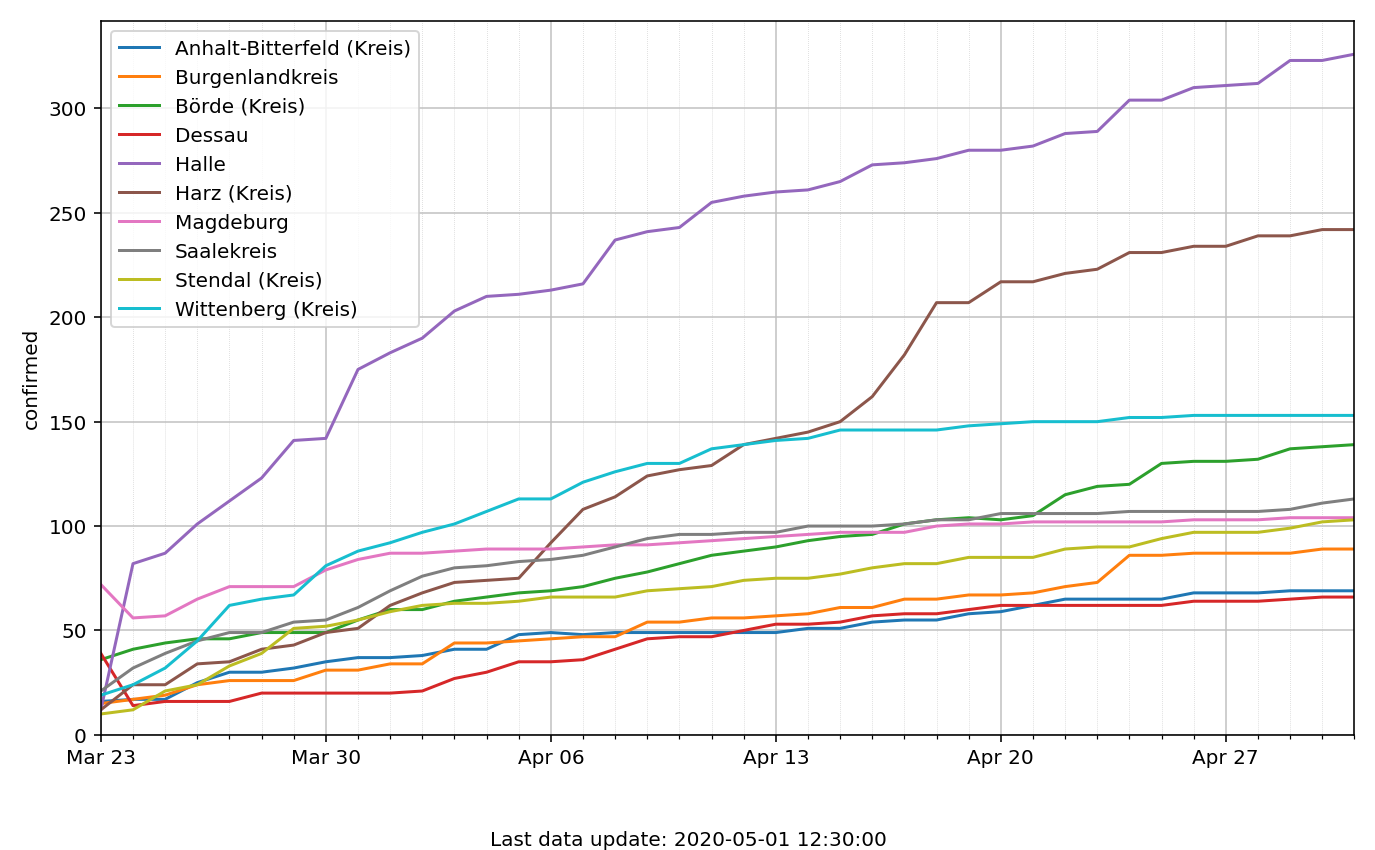 Anhalt-Bitterfeld (Kreis)
Burgenlandkreis
Börde (Kreis)
Dessau
Halle
Harz (Kreis)
Magdeburg
Saalekreis
Stendal (Kreis)
Wittenberg (Kreis)
confirmed
300
250
200
150
100
50
0
Mar 23 Mar 30 Apr 06 Apr 13 Apr 20 Apr 27
Last data update: 2020-05-01 12:30:00